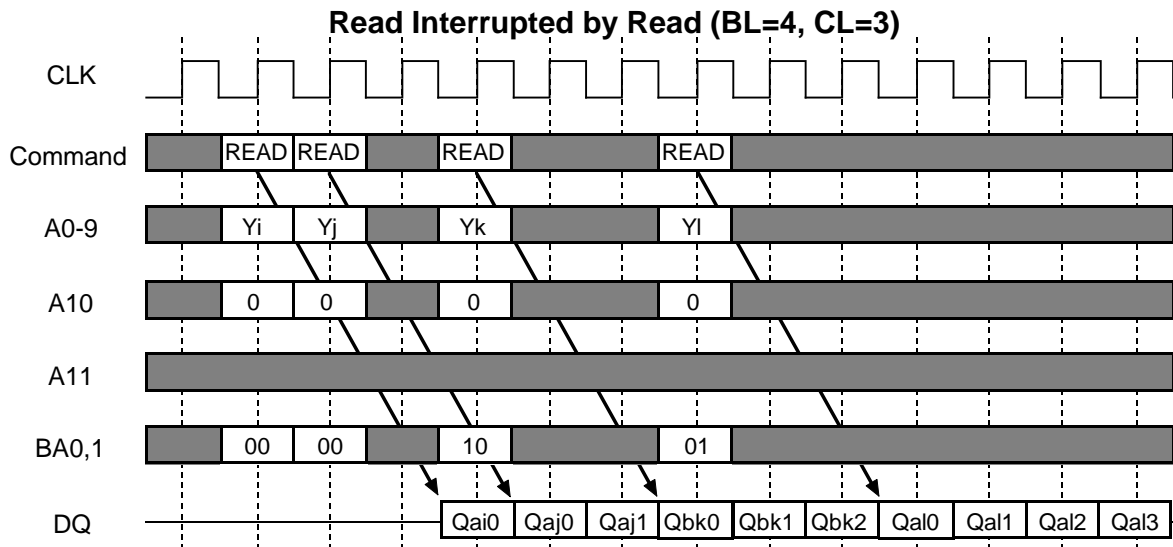 Read Interrupted by Read (BL=4, CL=3)
CLK
Command READ READ READ READ
A0-9 Yi Yj Yk Yl
A10 0 0 0 0
A11
BA0,1 00 00 10 01
DQ Qai0 Qaj0 Qaj1 Qbk0 Qbk1 Qbk2 Qal0 Qal1 Qal2 Qal3